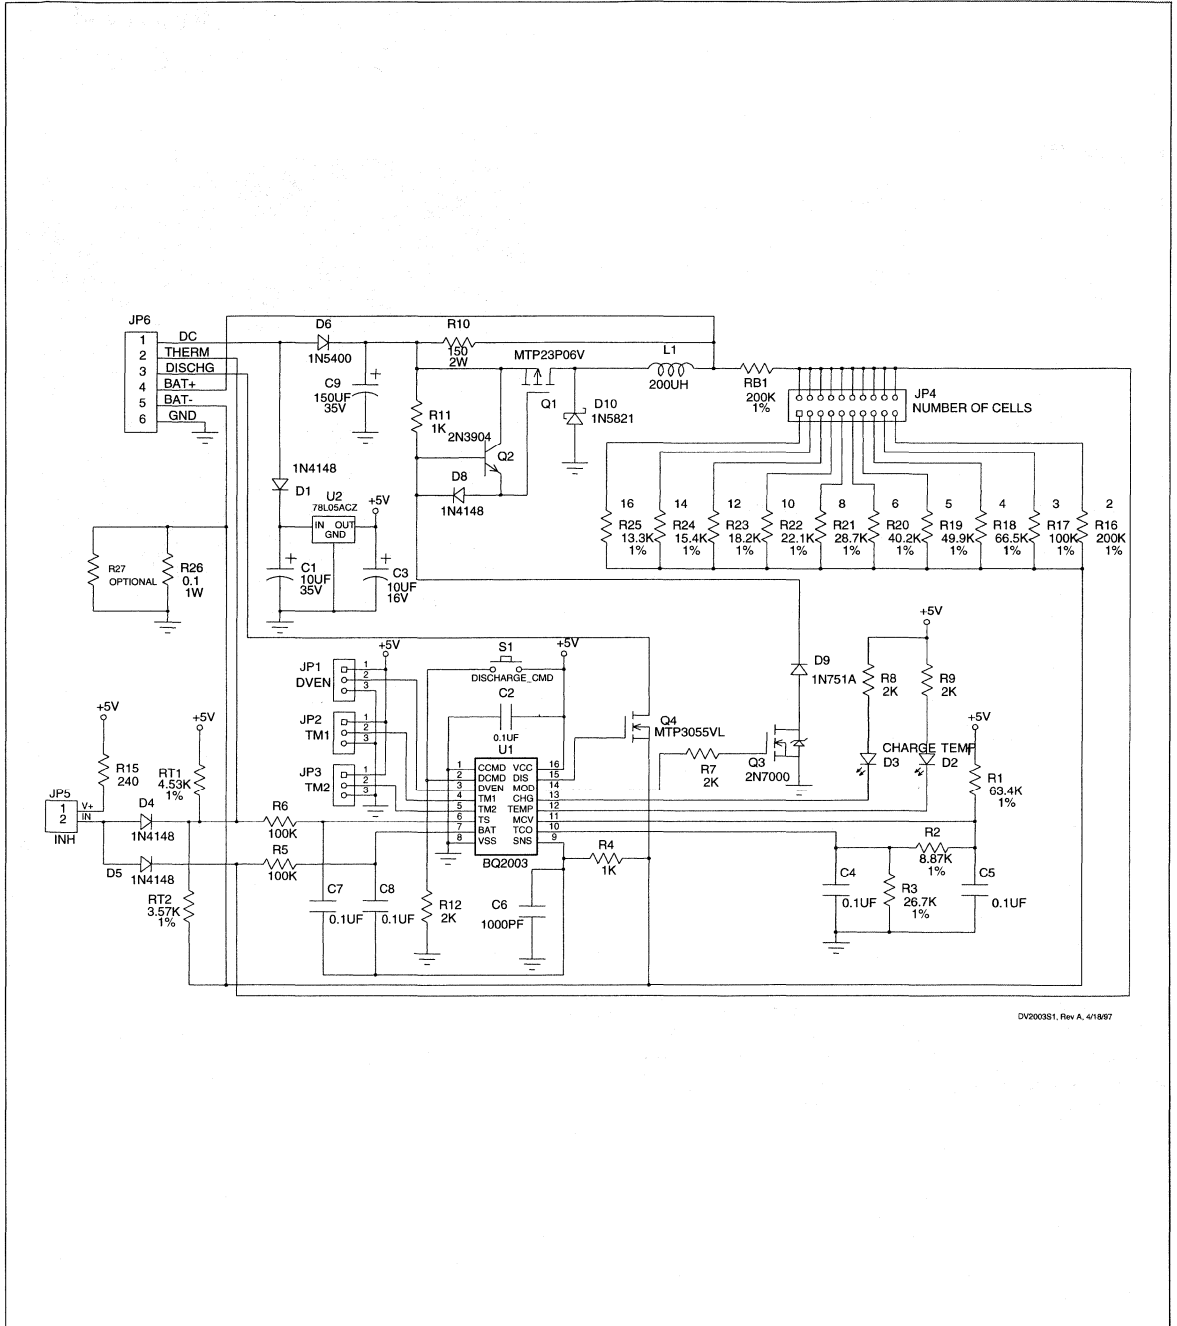 JP6
1 DC
2 THERM
3 DISCHG
4 BAT+
5 BAT-
6 GND
D6
1N5400
R10
150
2W
C9
150UF
35V
+
MTP23P06V
Q1
L1
200UH
RB1
200K
1%
JP4
NUMBER OF CELLS
R11
1K
2N3904
Q2
D10
1N5821
D8
1N4148
1N4148
D1
U2
78L05ACZ
IN OUT
GND
+5V
+
C1
10UF
35V
+
C3
10UF
16V
R27
OPTIONAL
R26
0.1
1W
16 14 12 10 8 6 5 4 3 2
R25 R24 R23 R22 R21 R20 R19 R18 R17 R16
13.3K 15.4K 18.2K 22.1K 28.7K 40.2K 49.9K 66.5K 100K 200K
1% 1% 1% 1% 1% 1% 1% 1% 1% 1%
+5V
JP1
DVEN
1
2
3
JP2
TM1
1
2
3
JP3
TM2
1
2
3
S1
DISCHARGE_CMD
+5V
C2
0.1UF
U1
1 CCMD VCC 16
2 DCMD DIS 15
3 DVEN MOD 14
4 TM1 CHG 13
5 TM2 TEMP 12
6 TS MCV 11
7 BAT TCO 10
8 VSS SNS 9
BQ2003
Q4
MTP3055VL
D9
1N751A
R7
2K
Q3
2N7000
+5V
R8
2K
R9
2K
CHARGE TEMP
D3 D2
+5V
R1
63.4K
1%
+5V
R15
240
+5V
RT1
4.53K
1%
JP5
1 V+
2 IN
INH
D4
1N4148
D5
1N4148
R6
100K
R5
100K
RT2
3.57K
1%
C7
0.1UF
C8
0.1UF
R12
2K
C6
1000PF
R4
1K
C4
0.1UF
R3
26.7K
1%
R2
8.87K
1%
C5
0.1UF
DV2003S1, Rev A, 4/18/97